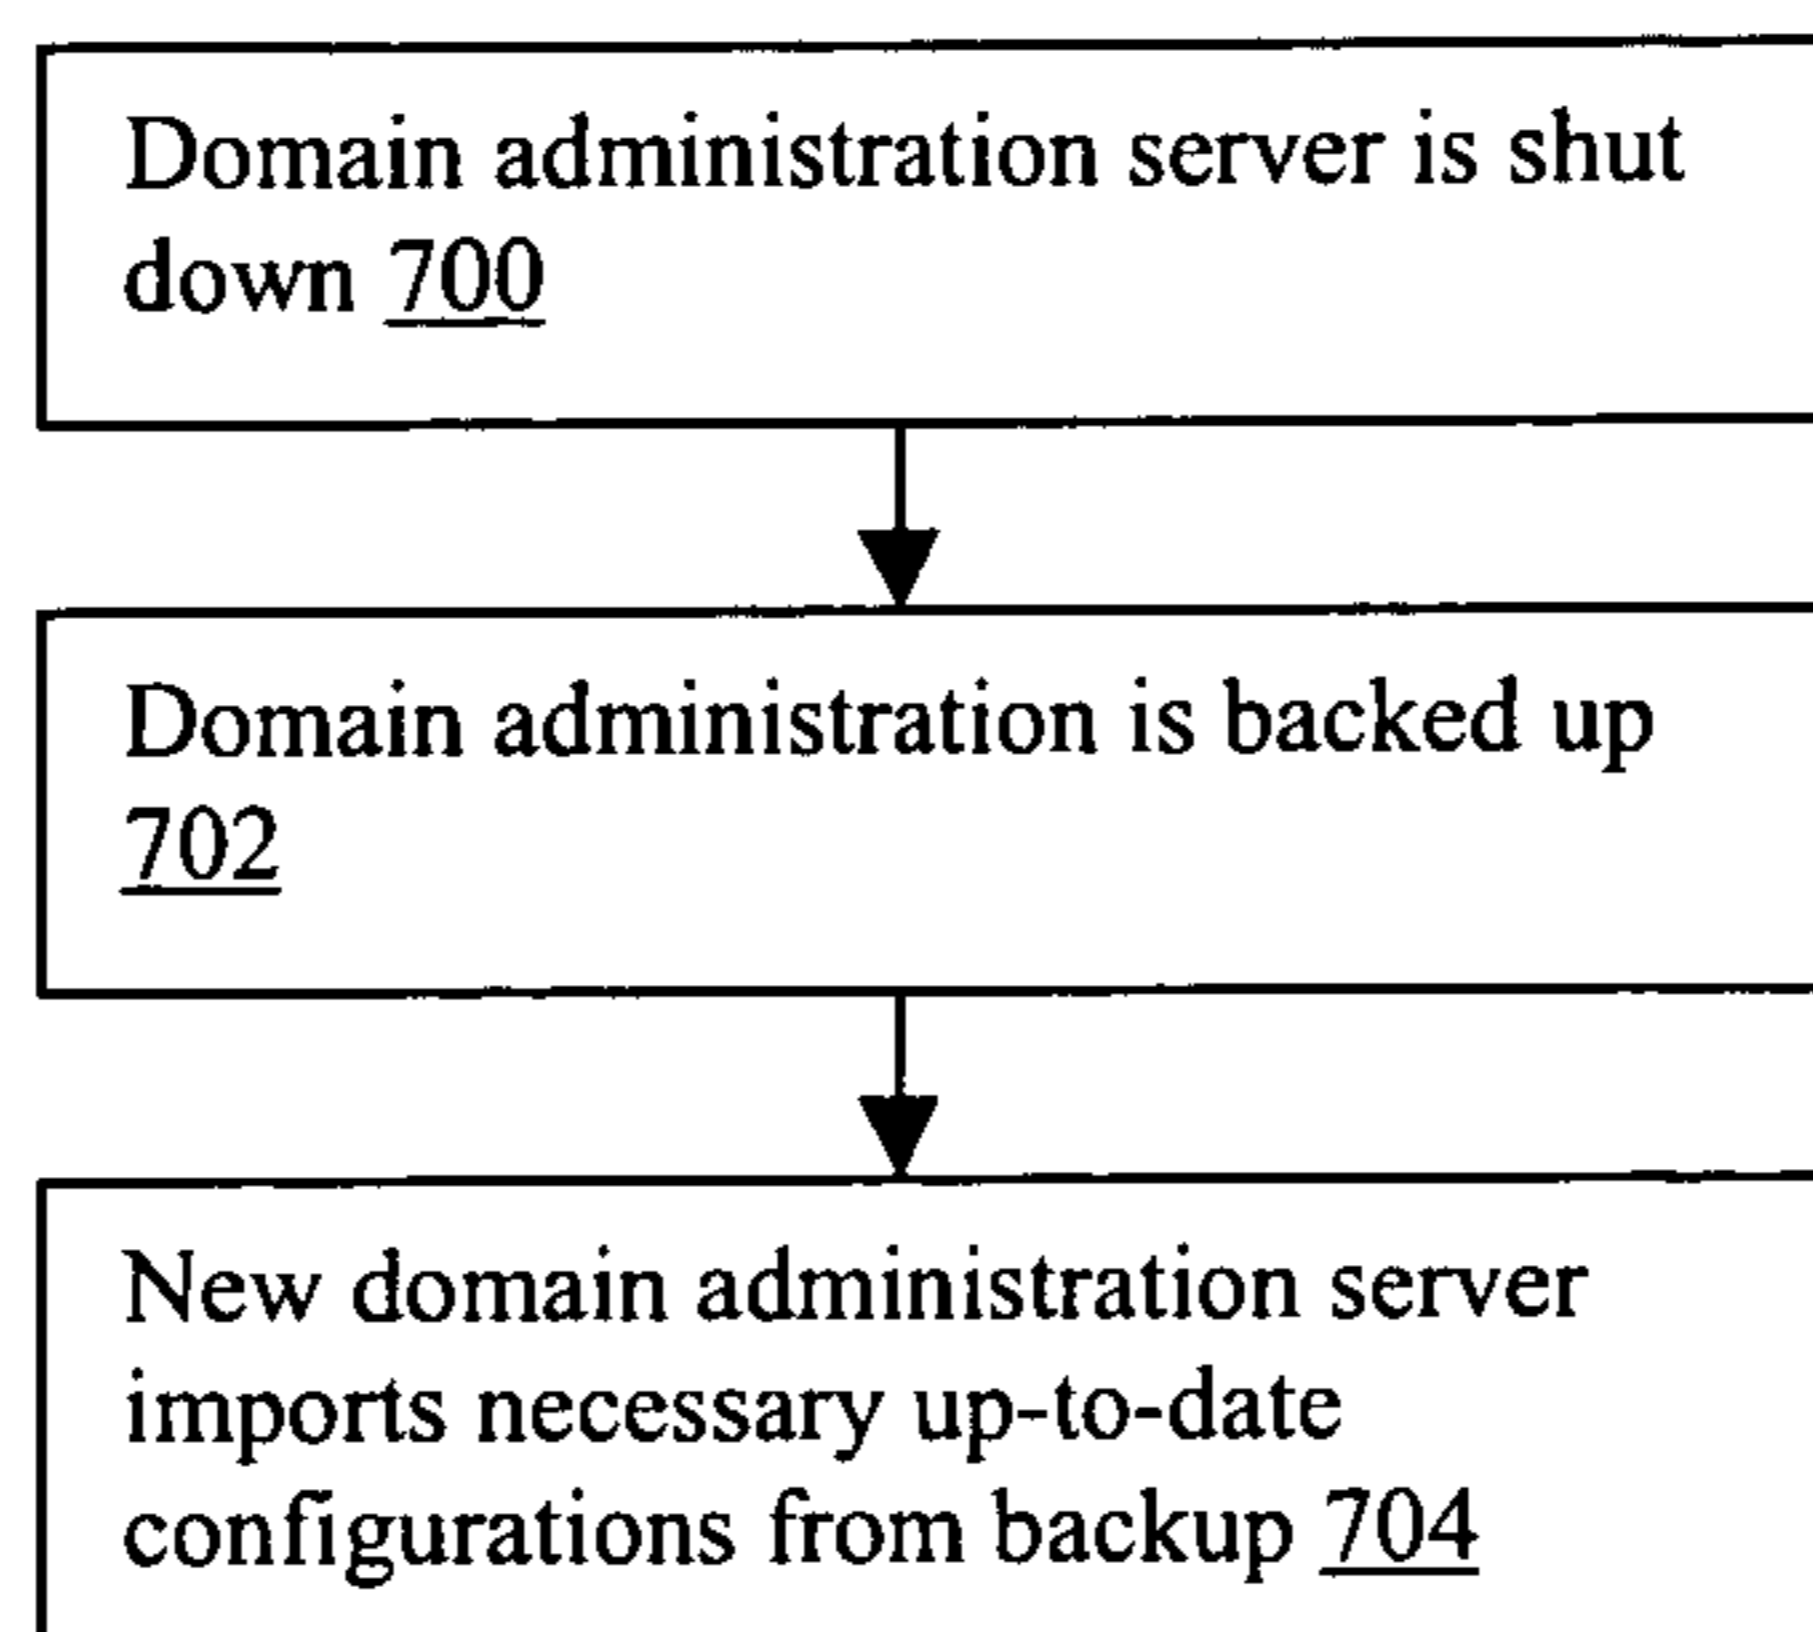 Domain administration server is shut
down 700
Domain administration is backed up
702
New domain administration server
imports necessary up-to-date
configurations from backup 704